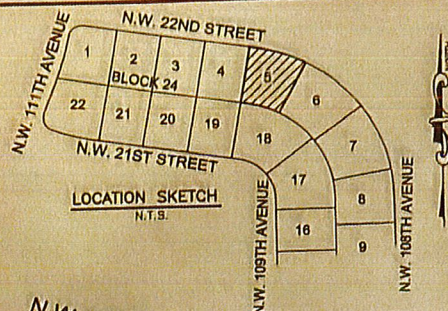 N.W. 22ND STREET
N.W. 111TH AVENUE
1
2
3
4
5
6
BLOCK 24
22
21
20
19
18
7
N.W. 21ST STREET
17
8
LOCATION SKETCH
N.T.S.
16
9
N.W. 109TH AVENUE
N.W. 108TH AVENUE